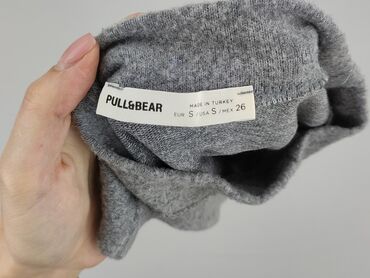 PULL&BEAR
MADE IN TURKEY
EUR S / USA S / MEX 26